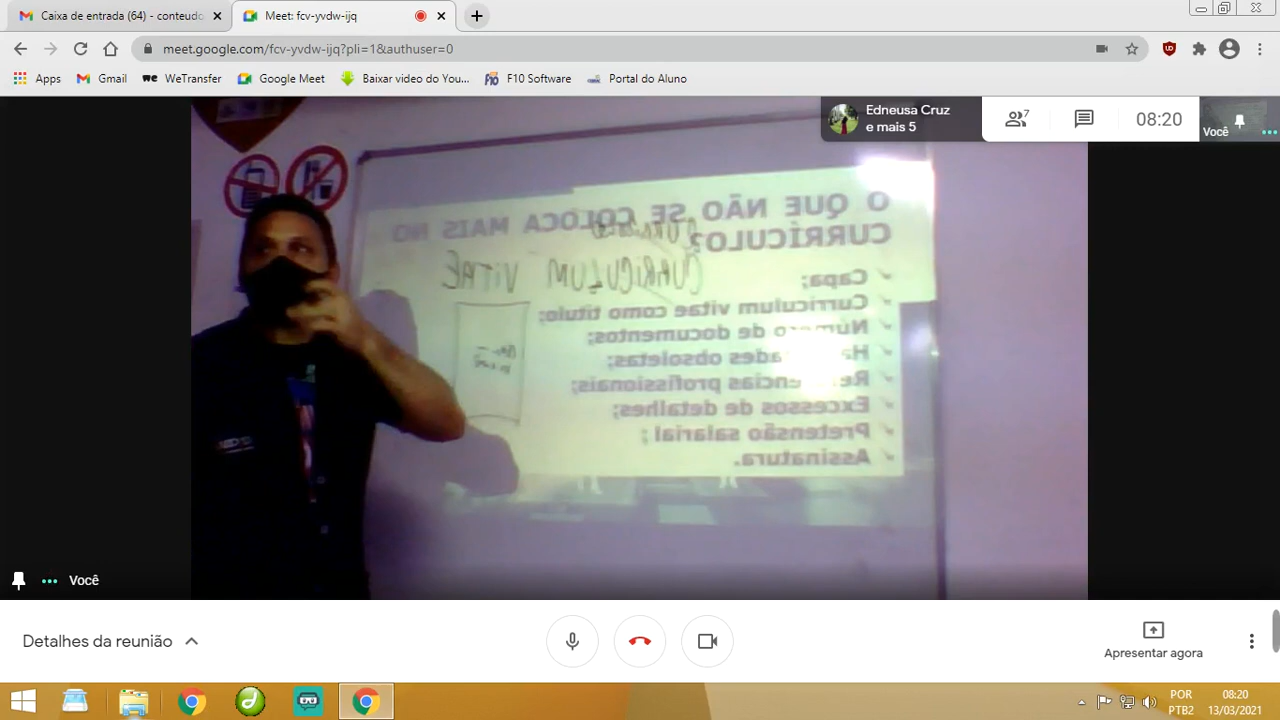 Caixa de entrada (64) - conteudo
Meet: fcv-yvdw-ijq
meet.google.com/fcv-yvdw-ijq?pli=1&authuser=0
Apps
Gmail
WeTransfer
Google Meet
Baixar video do You...
F10 Software
Portal do Aluno
Edneusa Cruz
e mais 5
7
08:20
Você
O QUE NÃO SE COLOCA MAIS NO
CURRÍCULO?
CURRICULUM VITAE
Capa;
Curriculum vitae como título;
Número de documentos;
obsoletas;
profissionais;
Excessos de detalhes;
Pretensão salarial ;
Assinatura.
Você
Detalhes da reunião
Apresentar agora
POR
PTB2
08:20
13/03/2021